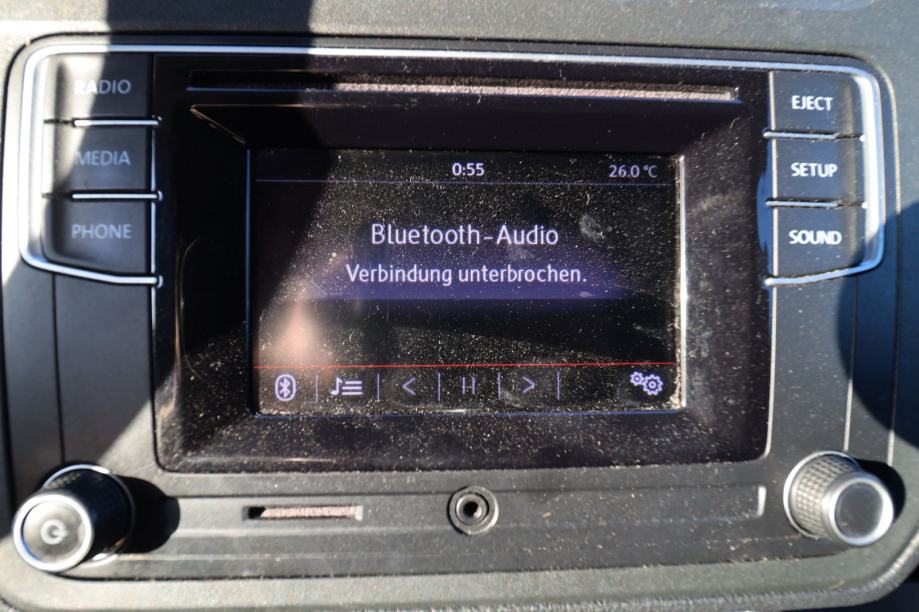 RADIO
MEDIA
PHONE
EJECT
SETUP
SOUND
0:55 26.0 °C
Bluetooth-Audio
Verbindung unterbrochen.